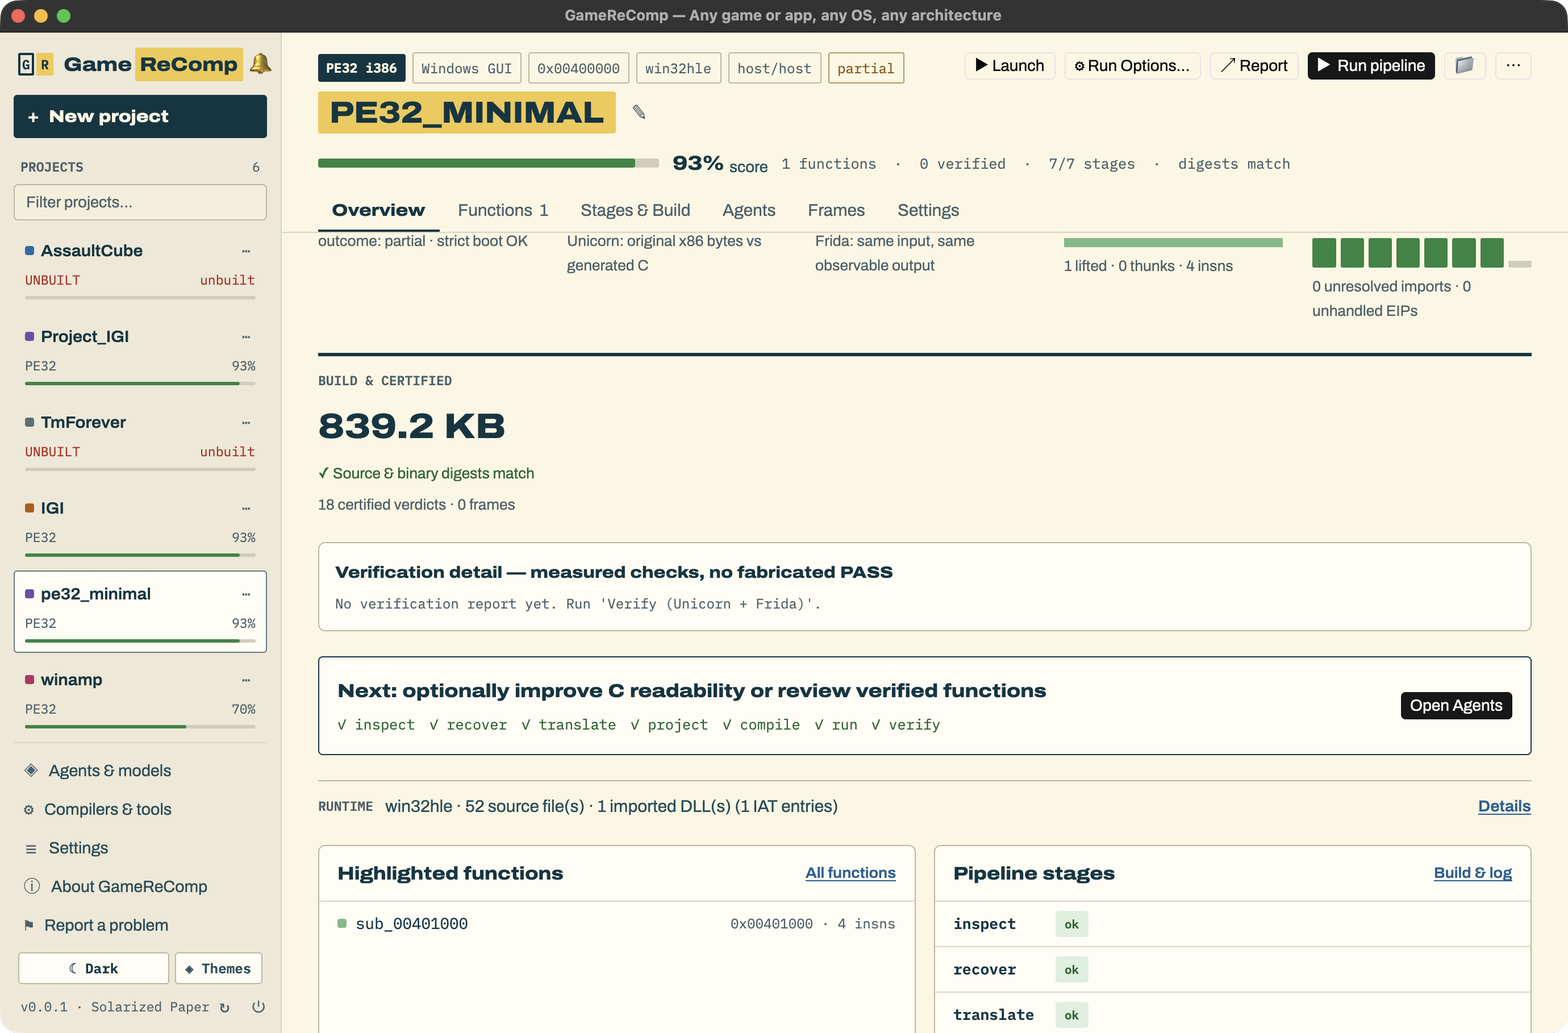 GameReComp — Any game or app, any OS, any architecture
G R Game ReComp
+ New project
PROJECTS 6
Filter projects...
AssaultCube ...
UNBUILT unbuilt
Project_IGI ...
PE32 93%
TmForever ...
UNBUILT unbuilt
IGI ...
PE32 93%
pe32_minimal ...
PE32 93%
winamp ...
PE32 70%
Agents & models
Compilers & tools
Settings
About GameReComp
Report a problem
Dark Themes
v0.0.1 · Solarized Paper
PE32 i386 Windows GUI 0x00400000 win32hle host/host partial
Launch Run Options... Report Run pipeline ...
PE32_MINIMAL
93% score 1 functions · 0 verified · 7/7 stages · digests match
Overview Functions 1 Stages & Build Agents Frames Settings
outcome: partial · strict boot OK
Unicorn: original x86 bytes vs
generated C
Frida: same input, same
observable output
1 lifted · 0 thunks · 4 insns
0 unresolved imports · 0
unhandled EIPs
BUILD & CERTIFIED
839.2 KB
✓ Source & binary digests match
18 certified verdicts · 0 frames
Verification detail — measured checks, no fabricated PASS
No verification report yet. Run 'Verify (Unicorn + Frida)'.
Next: optionally improve C readability or review verified functions
✓ inspect ✓ recover ✓ translate ✓ project ✓ compile ✓ run ✓ verify
Open Agents
RUNTIME win32hle · 52 source file(s) · 1 imported DLL(s) (1 IAT entries) Details
Highlighted functions All functions
sub_00401000 0x00401000 · 4 insns
Pipeline stages Build & log
inspect ok
recover ok
translate ok